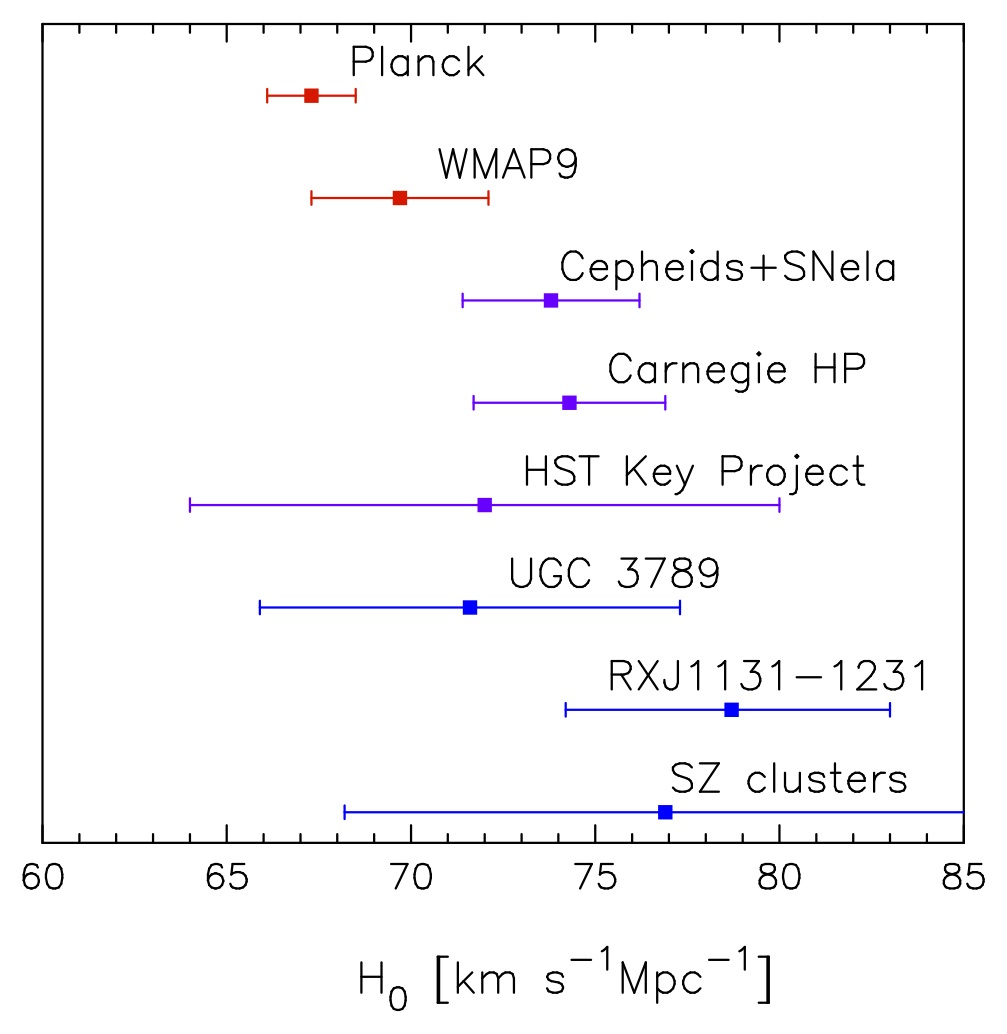 Planck
WMAP9
Cepheids+SNeIa
Carnegie HP
HST Key Project
UGC 3789
RXJ1131−1231
SZ clusters
60 65 70 75 80 85
H₀ [km s⁻¹Mpc⁻¹]